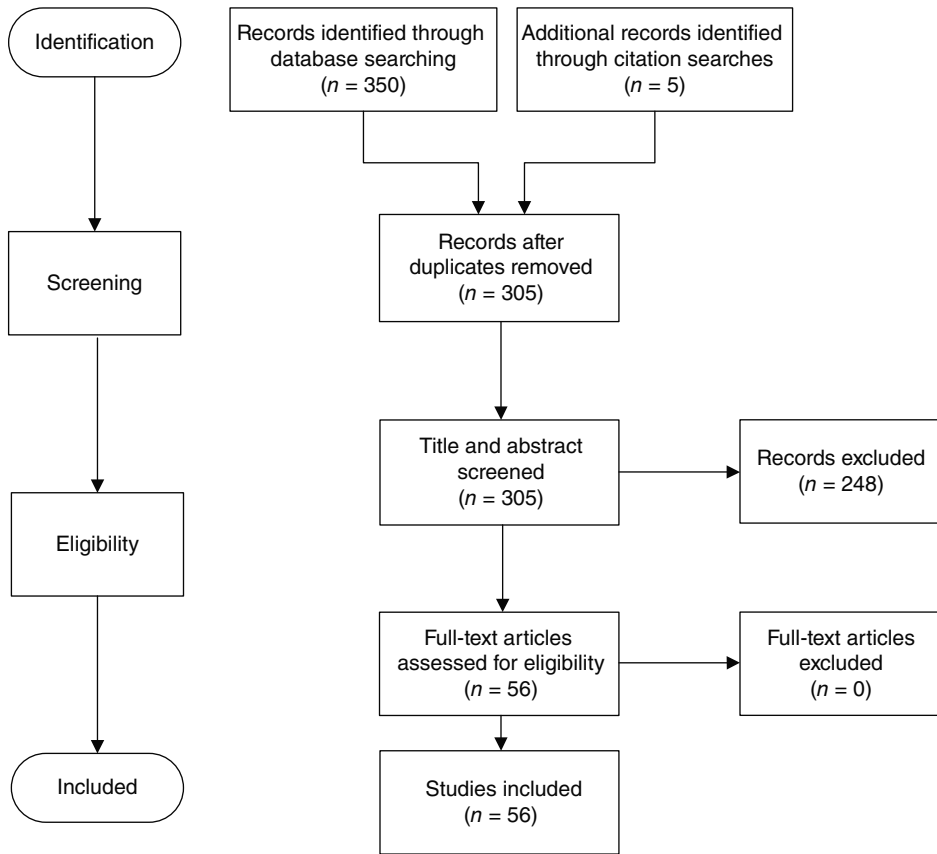 Identification
Screening
Eligibility
Included
Records identified through
database searching
(n = 350)
Additional records identified
through citation searches
(n = 5)
Records after
duplicates removed
(n = 305)
Title and abstract
screened
(n = 305)
Records excluded
(n = 248)
Full-text articles
assessed for eligibility
(n = 56)
Full-text articles
excluded
(n = 0)
Studies included
(n = 56)